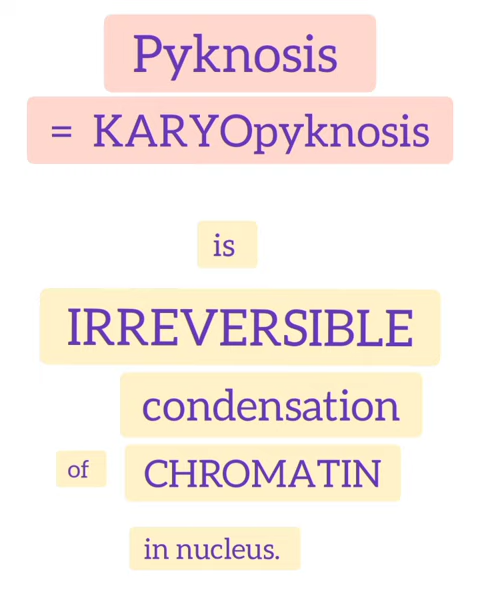 Pyknosis
= KARYOpyknosis
is
IRREVERSIBLE
condensation
of CHROMATIN
in nucleus.